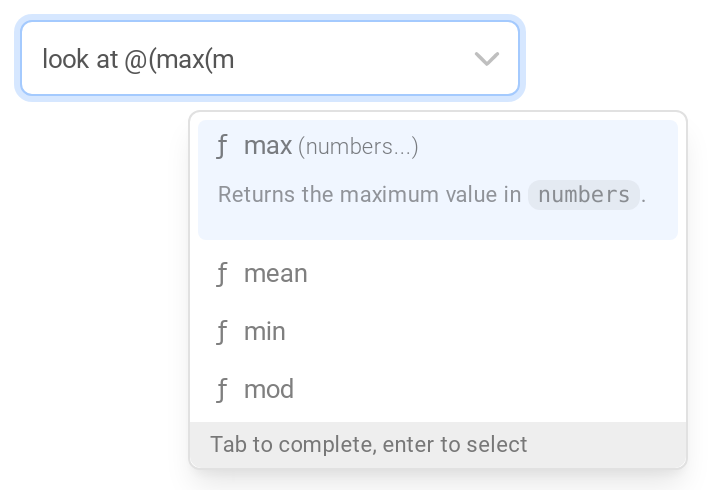 look at @(max(m
ƒ max (numbers...)
Returns the maximum value in numbers.
ƒ mean
ƒ min
ƒ mod
Tab to complete, enter to select